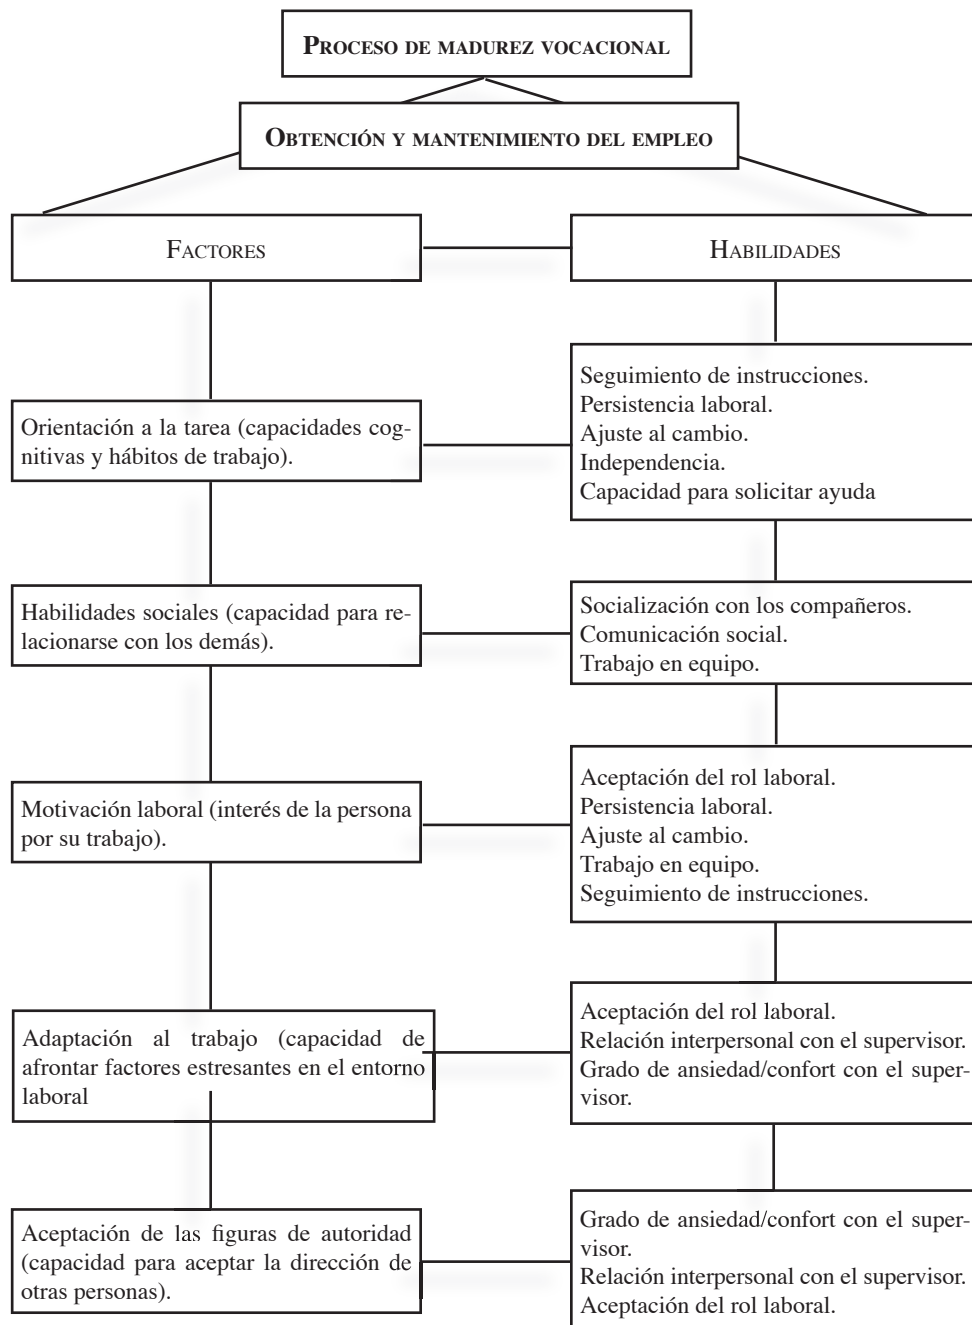 PROCESO DE MADUREZ VOCACIONAL
OBTENCIÓN Y MANTENIMIENTO DEL EMPLEO
FACTORES
HABILIDADES
Orientación a la tarea (capacidades cog-
nitivas y hábitos de trabajo).
Seguimiento de instrucciones.
Persistencia laboral.
Ajuste al cambio.
Independencia.
Capacidad para solicitar ayuda
Habilidades sociales (capacidad para re-
lacionarse con los demás).
Socialización con los compañeros.
Comunicación social.
Trabajo en equipo.
Motivación laboral (interés de la persona
por su trabajo).
Aceptación del rol laboral.
Persistencia laboral.
Ajuste al cambio.
Trabajo en equipo.
Seguimiento de instrucciones.
Adaptación al trabajo (capacidad de
afrontar factores estresantes en el entorno
laboral
Aceptación del rol laboral.
Relación interpersonal con el supervisor.
Grado de ansiedad/confort con el super-
visor.
Aceptación de las figuras de autoridad
(capacidad para aceptar la dirección de
otras personas).
Grado de ansiedad/confort con el super-
visor.
Relación interpersonal con el supervisor.
Aceptación del rol laboral.